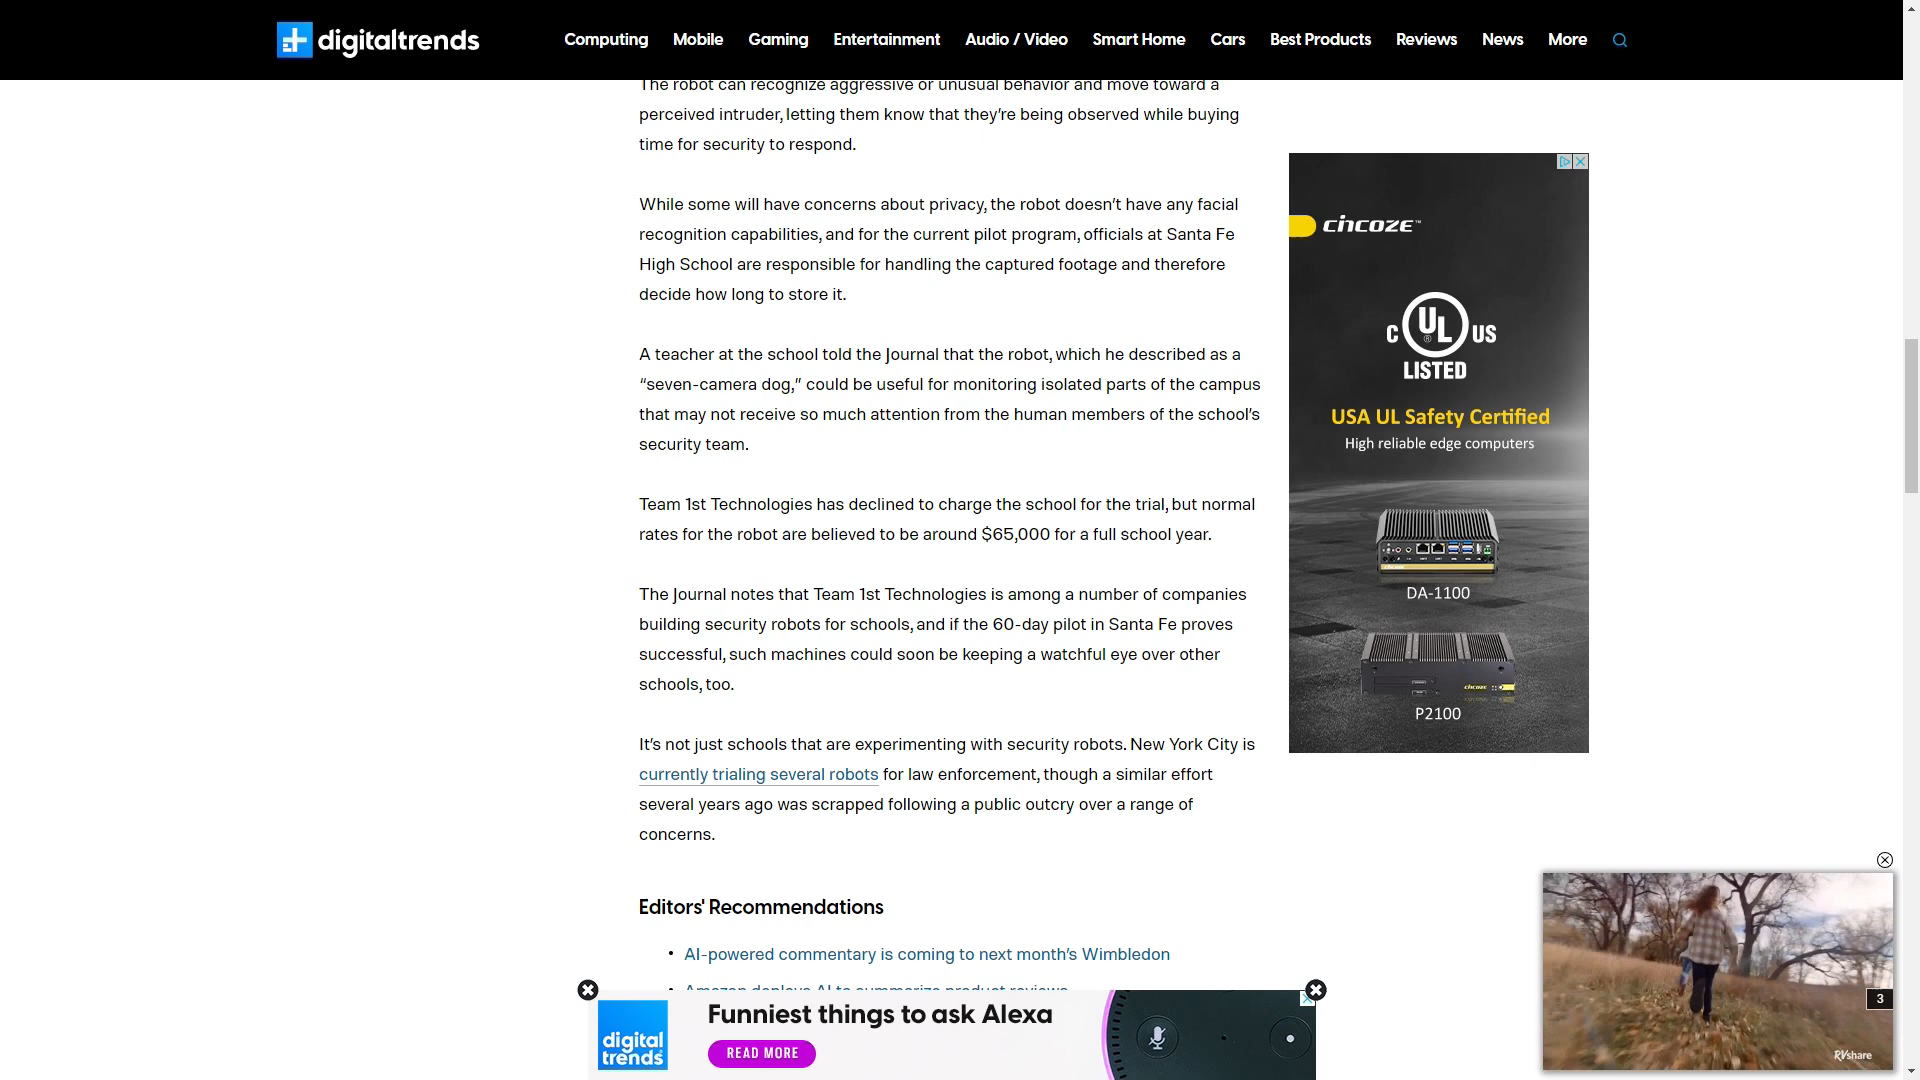 digitaltrends
Computing Mobile Gaming Entertainment Audio / Video Smart Home Cars Best Products Reviews News More
The robot can recognize aggressive or unusual behavior and move toward a
perceived intruder, letting them know that they’re being observed while buying
time for security to respond.
While some will have concerns about privacy, the robot doesn’t have any facial
recognition capabilities, and for the current pilot program, officials at Santa Fe
High School are responsible for handling the captured footage and therefore
decide how long to store it.
A teacher at the school told the Journal that the robot, which he described as a
“seven-camera dog,” could be useful for monitoring isolated parts of the campus
that may not receive so much attention from the human members of the school’s
security team.
Team 1st Technologies has declined to charge the school for the trial, but normal
rates for the robot are believed to be around $65,000 for a full school year.
The Journal notes that Team 1st Technologies is among a number of companies
building security robots for schools, and if the 60-day pilot in Santa Fe proves
successful, such machines could soon be keeping a watchful eye over other
schools, too.
It’s not just schools that are experimenting with security robots. New York City is
currently trialing several robots for law enforcement, though a similar effort
several years ago was scrapped following a public outcry over a range of
concerns.
Editors' Recommendations
• AI-powered commentary is coming to next month’s Wimbledon
• Amazon deploys AI to summarize product reviews
cincoze™
C UL® US
LISTED
USA UL Safety Certified
High reliable edge computers
DA-1100
cincoze
P2100
digital
trends
Funniest things to ask Alexa
READ MORE
3
RVshare